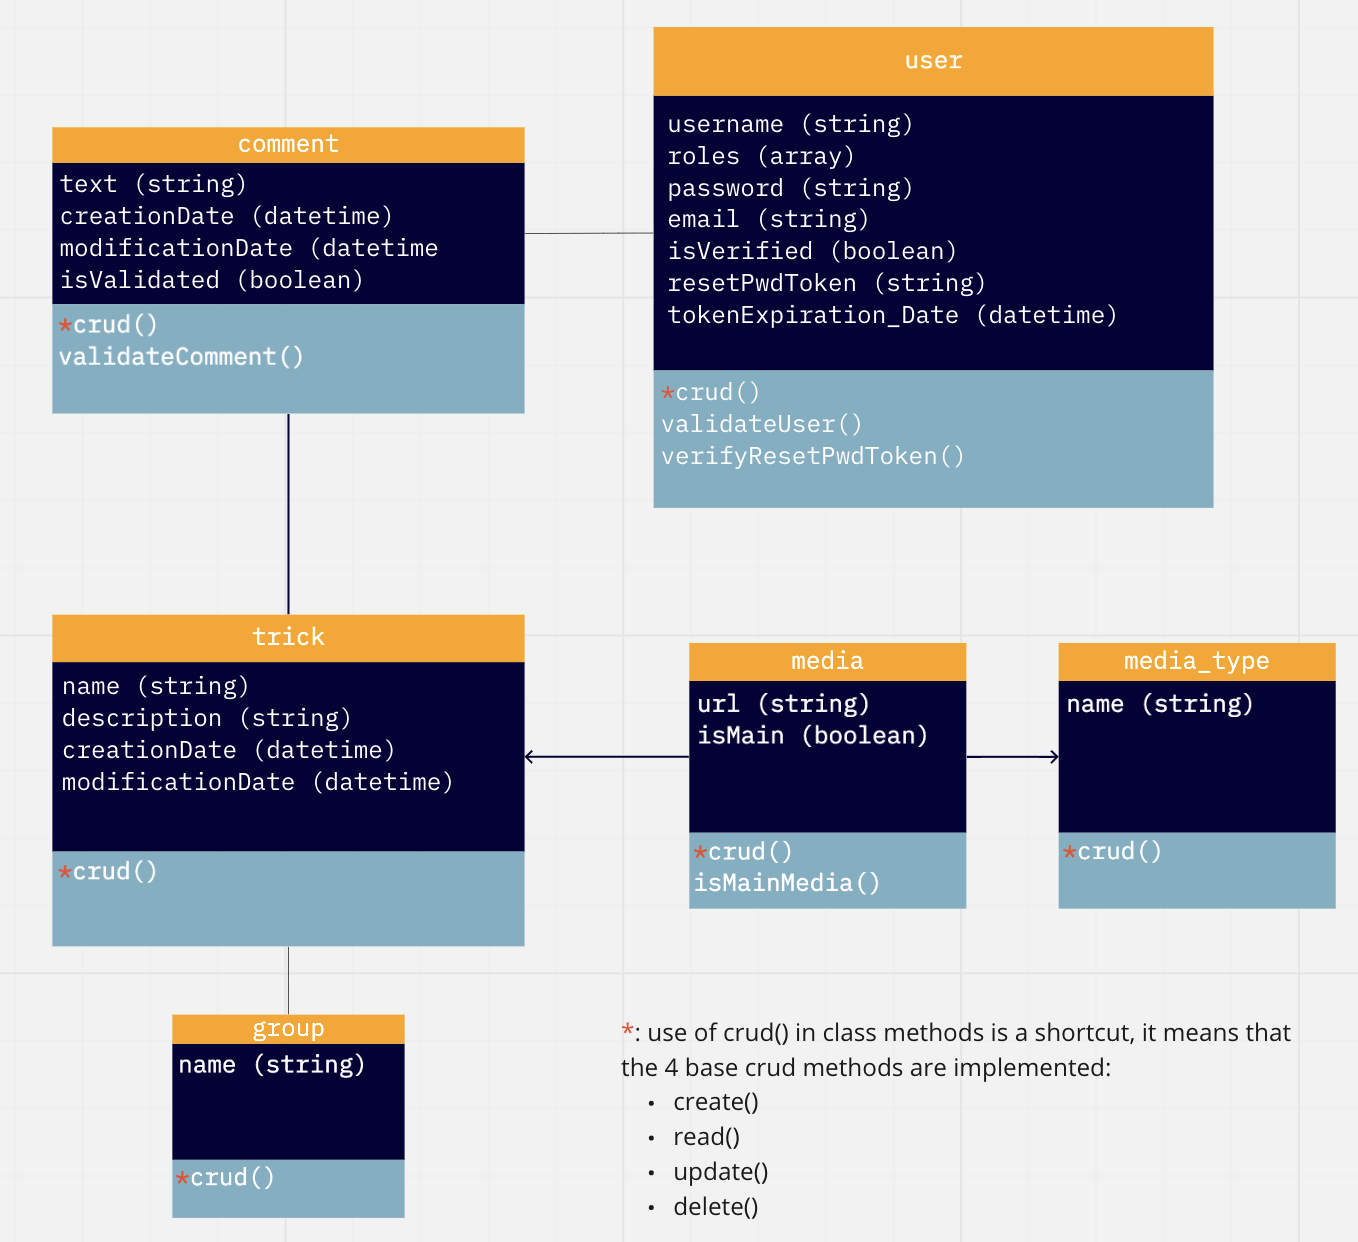 user
username (string)
roles (array)
password (string)
email (string)
isVerified (boolean)
resetPwdToken (string)
tokenExpiration_Date (datetime)
*crud()
validateUser()
verifyResetPwdToken()
comment
text (string)
creationDate (datetime)
modificationDate (datetime
isValidated (boolean)
*crud()
validateComment()
trick
name (string)
description (string)
creationDate (datetime)
modificationDate (datetime)
*crud()
media
url (string)
isMain (boolean)
*crud()
isMainMedia()
media_type
name (string)
*crud()
group
name (string)
*crud()
*: use of crud() in class methods is a shortcut, it means that
the 4 base crud methods are implemented:
• create()
• read()
• update()
• delete()